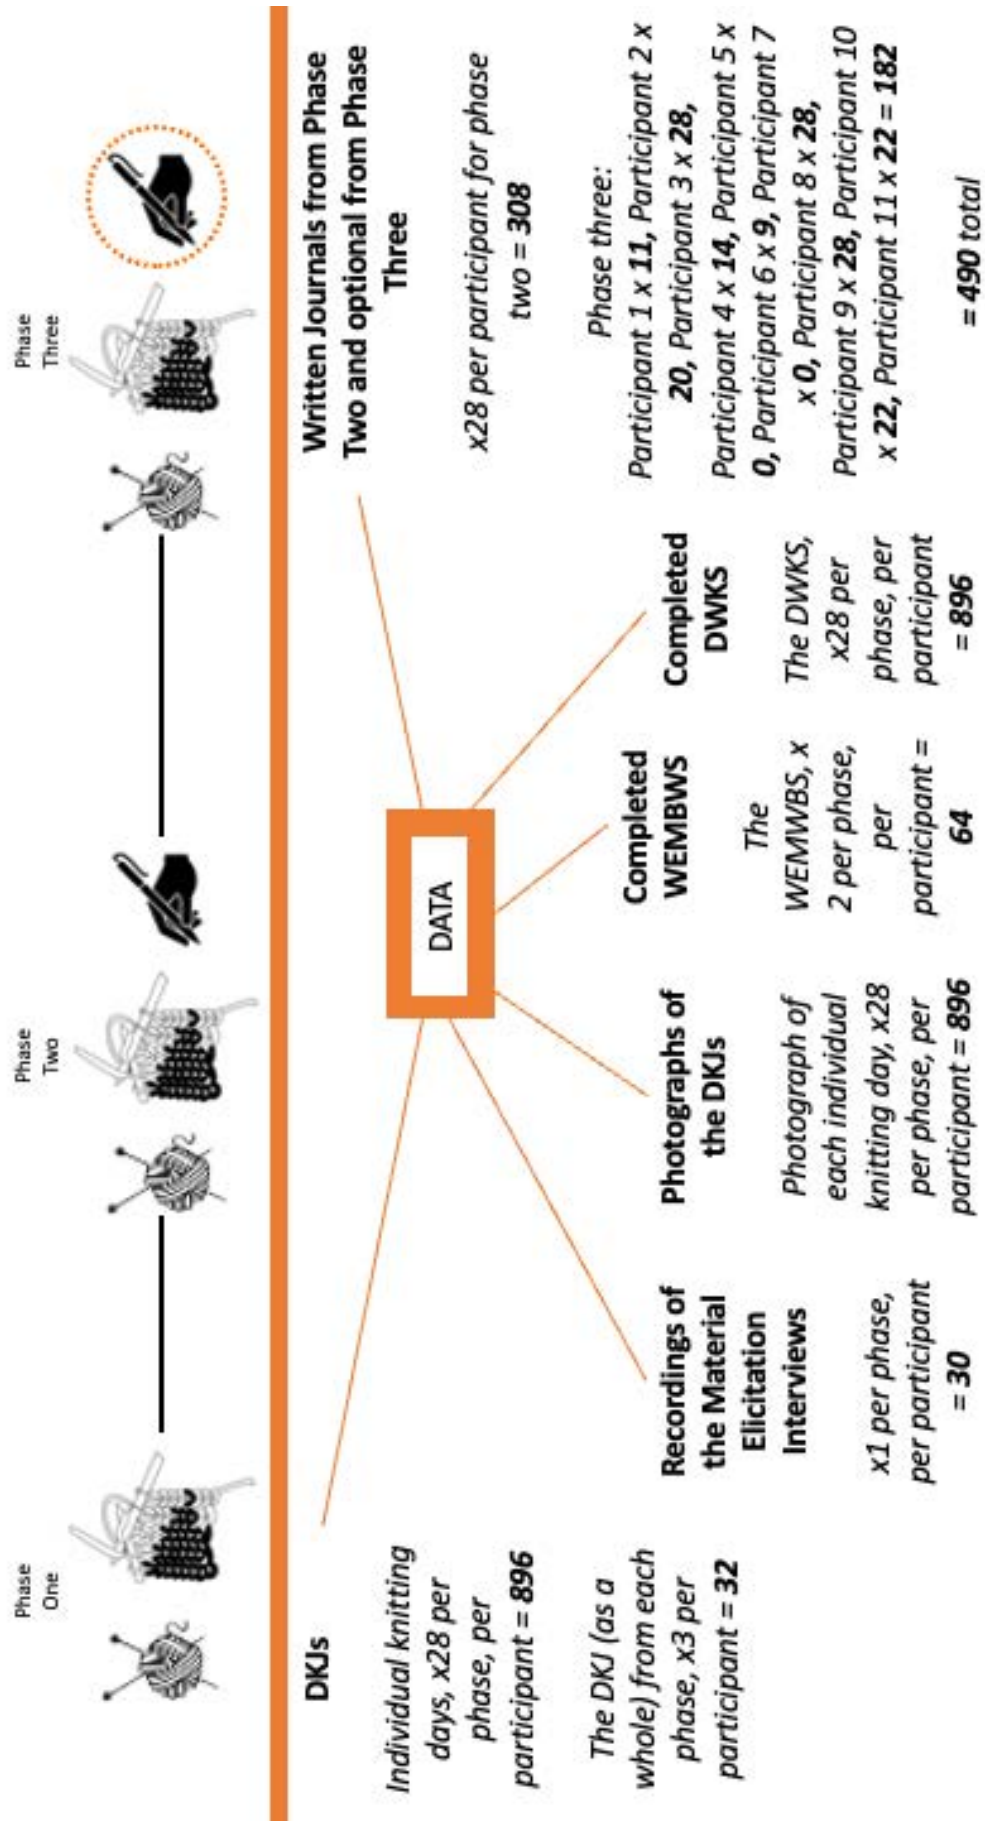 Phase
One
Phase
Two
Phase
Three
DATA
DKJs
Individual knitting
days, x28 per
phase, per
participant = 896
The DKJ (as a
whole) from each
phase, x3 per
participant = 32
Recordings of
the Material
Elicitation
Interviews
x1 per phase,
per participant
= 30
Photographs of
the DKJs
Photograph of
each individual
knitting day, x28
per phase, per
participant = 896
Completed
WEMBWS
The
WEMWBS, x
2 per phase,
per
participant =
64
Completed
DWKS
The DWKS,
x28 per
phase, per
participant
= 896
Written Journals from Phase
Two and optional from Phase
Three
x28 per participant for phase
two = 308
Phase three:
Participant 1 x 11, Participant 2 x
20, Participant 3 x 28,
Participant 4 x 14, Participant 5 x
0, Participant 6 x 9, Participant 7
x 0, Participant 8 x 28,
Participant 9 x 28, Participant 10
x 22, Participant 11 x 22 = 182
= 490 total